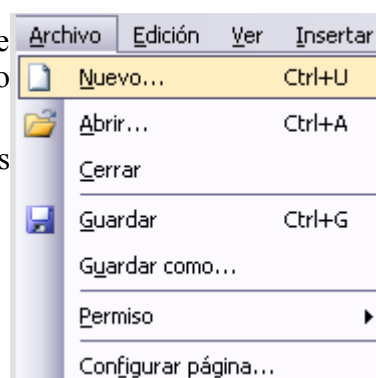 e
o
s
Archivo Edición Ver Insertar
Nuevo... Ctrl+U
Abrir... Ctrl+A
Cerrar
Guardar Ctrl+G
Guardar como...
Permiso
Configurar página...